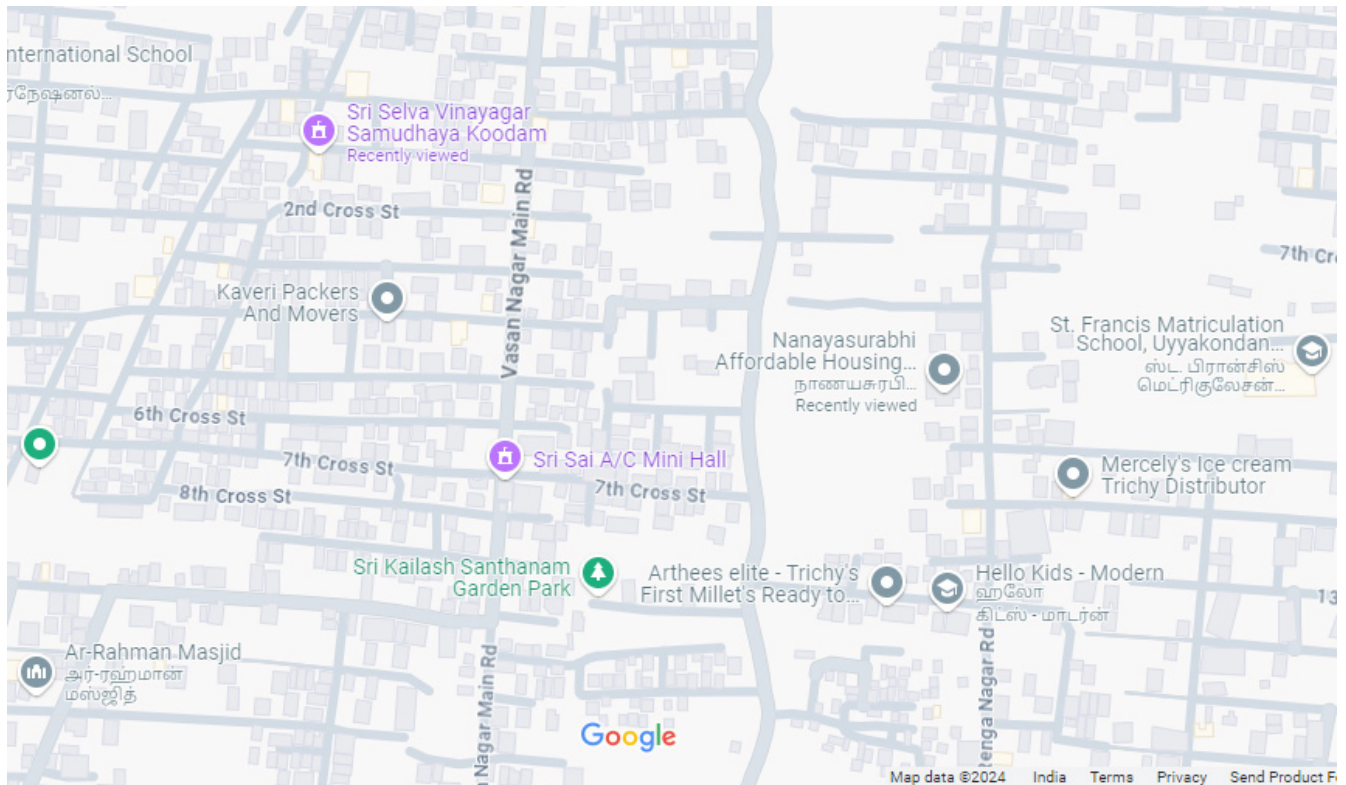 nternational School
ர்நேஷனல்...
Sri Selva Vinayagar
Samudhaya Koodam
Recently viewed
2nd Cross St
Vasan Nagar Main Rd
7th Cr
Kaveri Packers
And Movers
St. Francis Matriculation
School, Uyyakondan...
ஸ்ட. பிரான்சிஸ்
மெட்ரிகுலேசன்...
Nanayasurabhi
Affordable Housing...
நாணயசுரபி...
Recently viewed
6th Cross St
7th Cross St
Sri Sai A/C Mini Hall
8th Cross St
7th Cross St
Mercely's Ice cream
Trichy Distributor
Sri Kailash Santhanam
Garden Park
Arthees elite - Trichy's
First Millet's Ready to...
Hello Kids - Modern
ஹலோ
கிட்ஸ் - மாடர்ன்
13
Ar-Rahman Masjid
அர்-ரஹ்மான்
மஸ்ஜித்
Nagar Main Rd
Renga Nagar Rd
Google
Map data ©2024 India Terms Privacy Send Product F